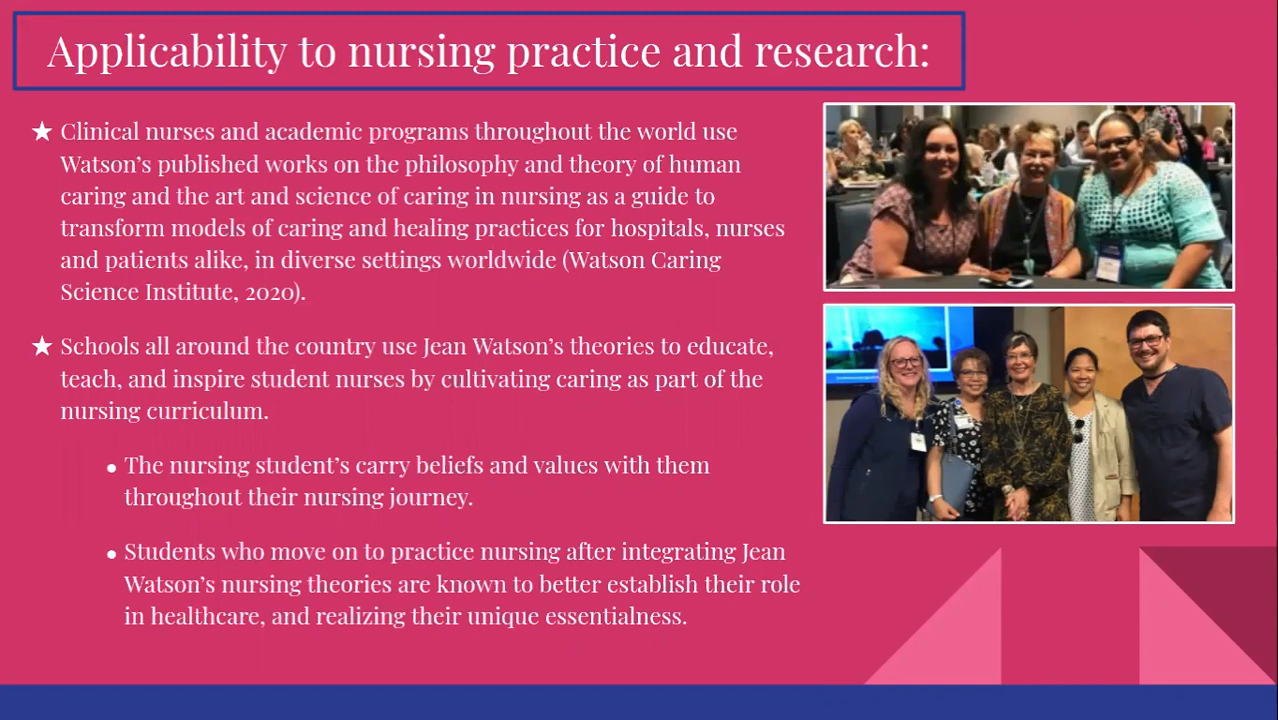 Applicability to nursing practice and research:
★ Clinical nurses and academic programs throughout the world use
Watson's published works on the philosophy and theory of human
caring and the art and science of caring in nursing as a guide to
transform models of caring and healing practices for hospitals, nurses
and patients alike, in diverse settings worldwide (Watson Caring
Science Institute, 2020).
★ Schools all around the country use Jean Watson's theories to educate,
teach, and inspire student nurses by cultivating caring as part of the
nursing curriculum.
● The nursing student's carry beliefs and values with them
throughout their nursing journey.
● Students who move on to practice nursing after integrating Jean
Watson's nursing theories are known to better establish their role
in healthcare, and realizing their unique essentialness.